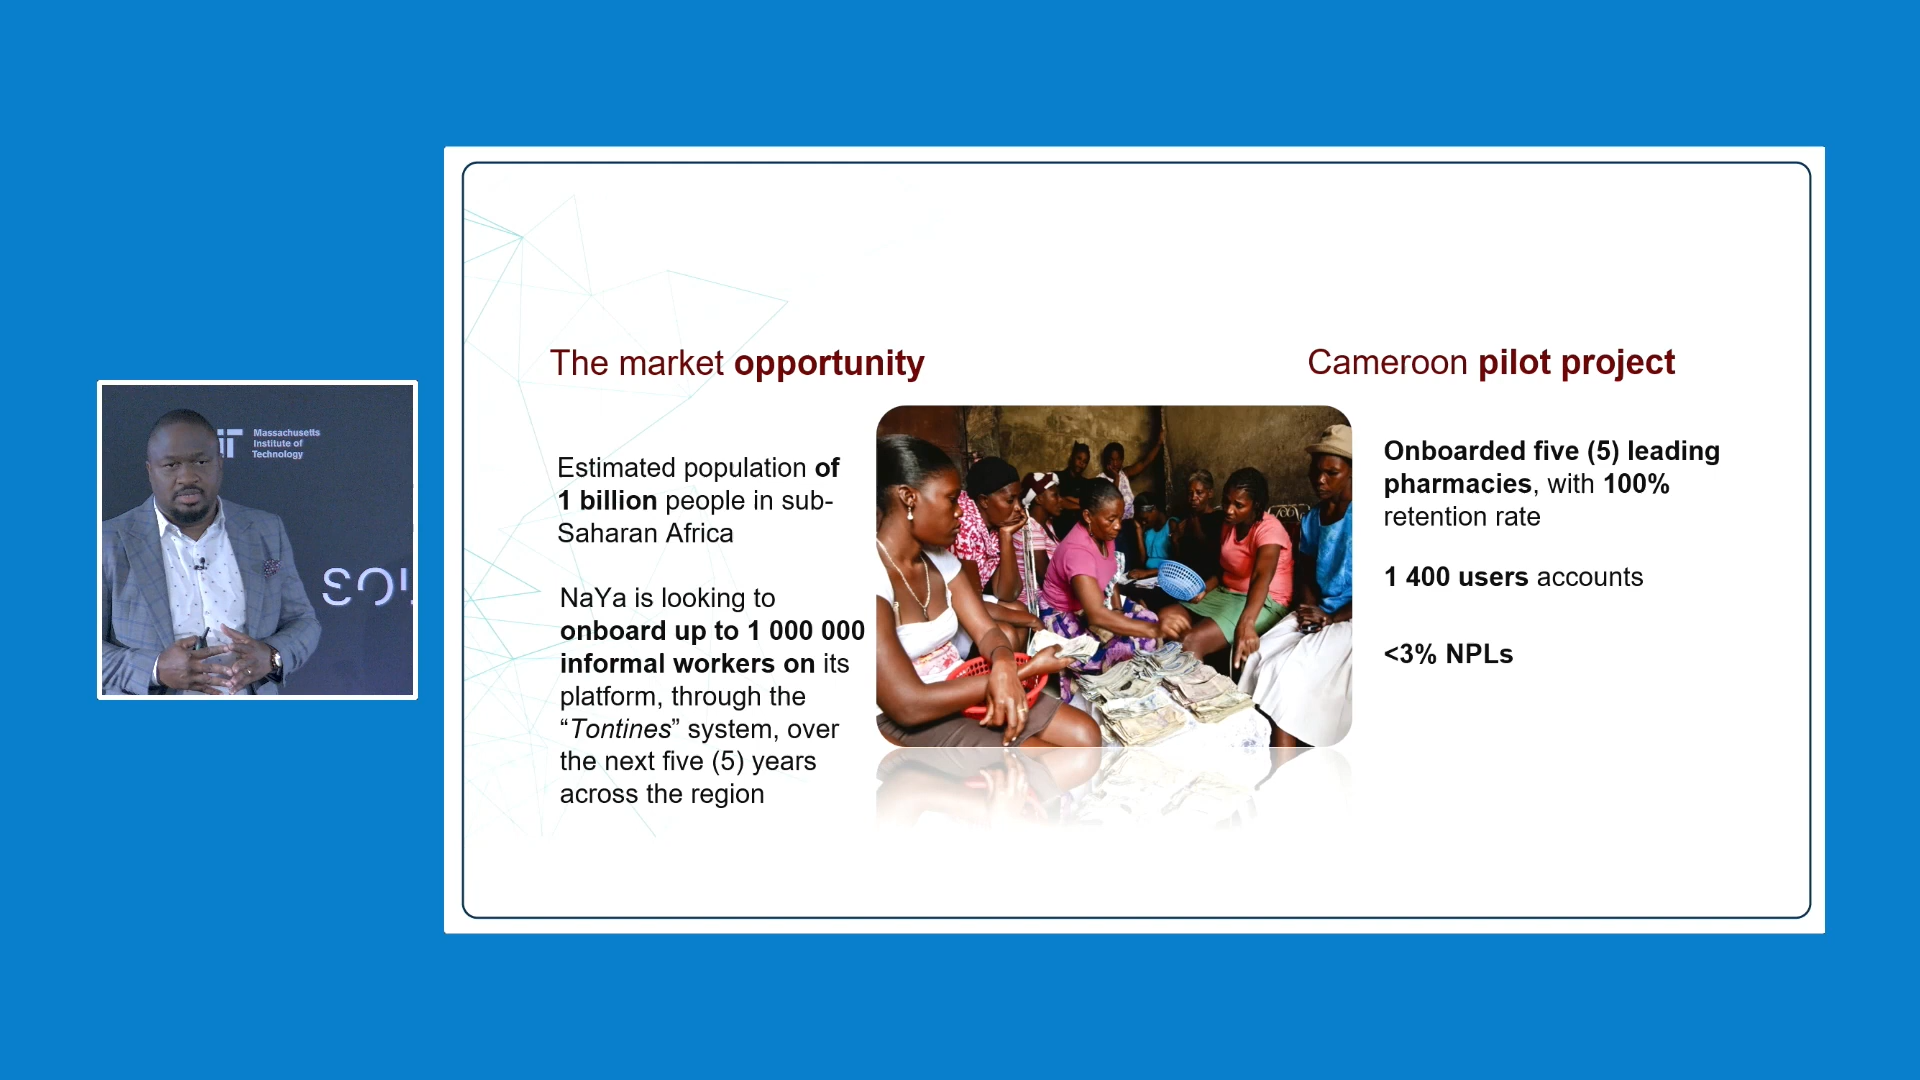 Massachusetts
Institute of
Technology
The market opportunity
Estimated population of
1 billion people in sub-
Saharan Africa
NaYa is looking to
onboard up to 1 000 000
informal workers on its
platform, through the
“Tontines” system, over
the next five (5) years
across the region
Cameroon pilot project
Onboarded five (5) leading
pharmacies, with 100%
retention rate
1 400 users accounts
<3% NPLs